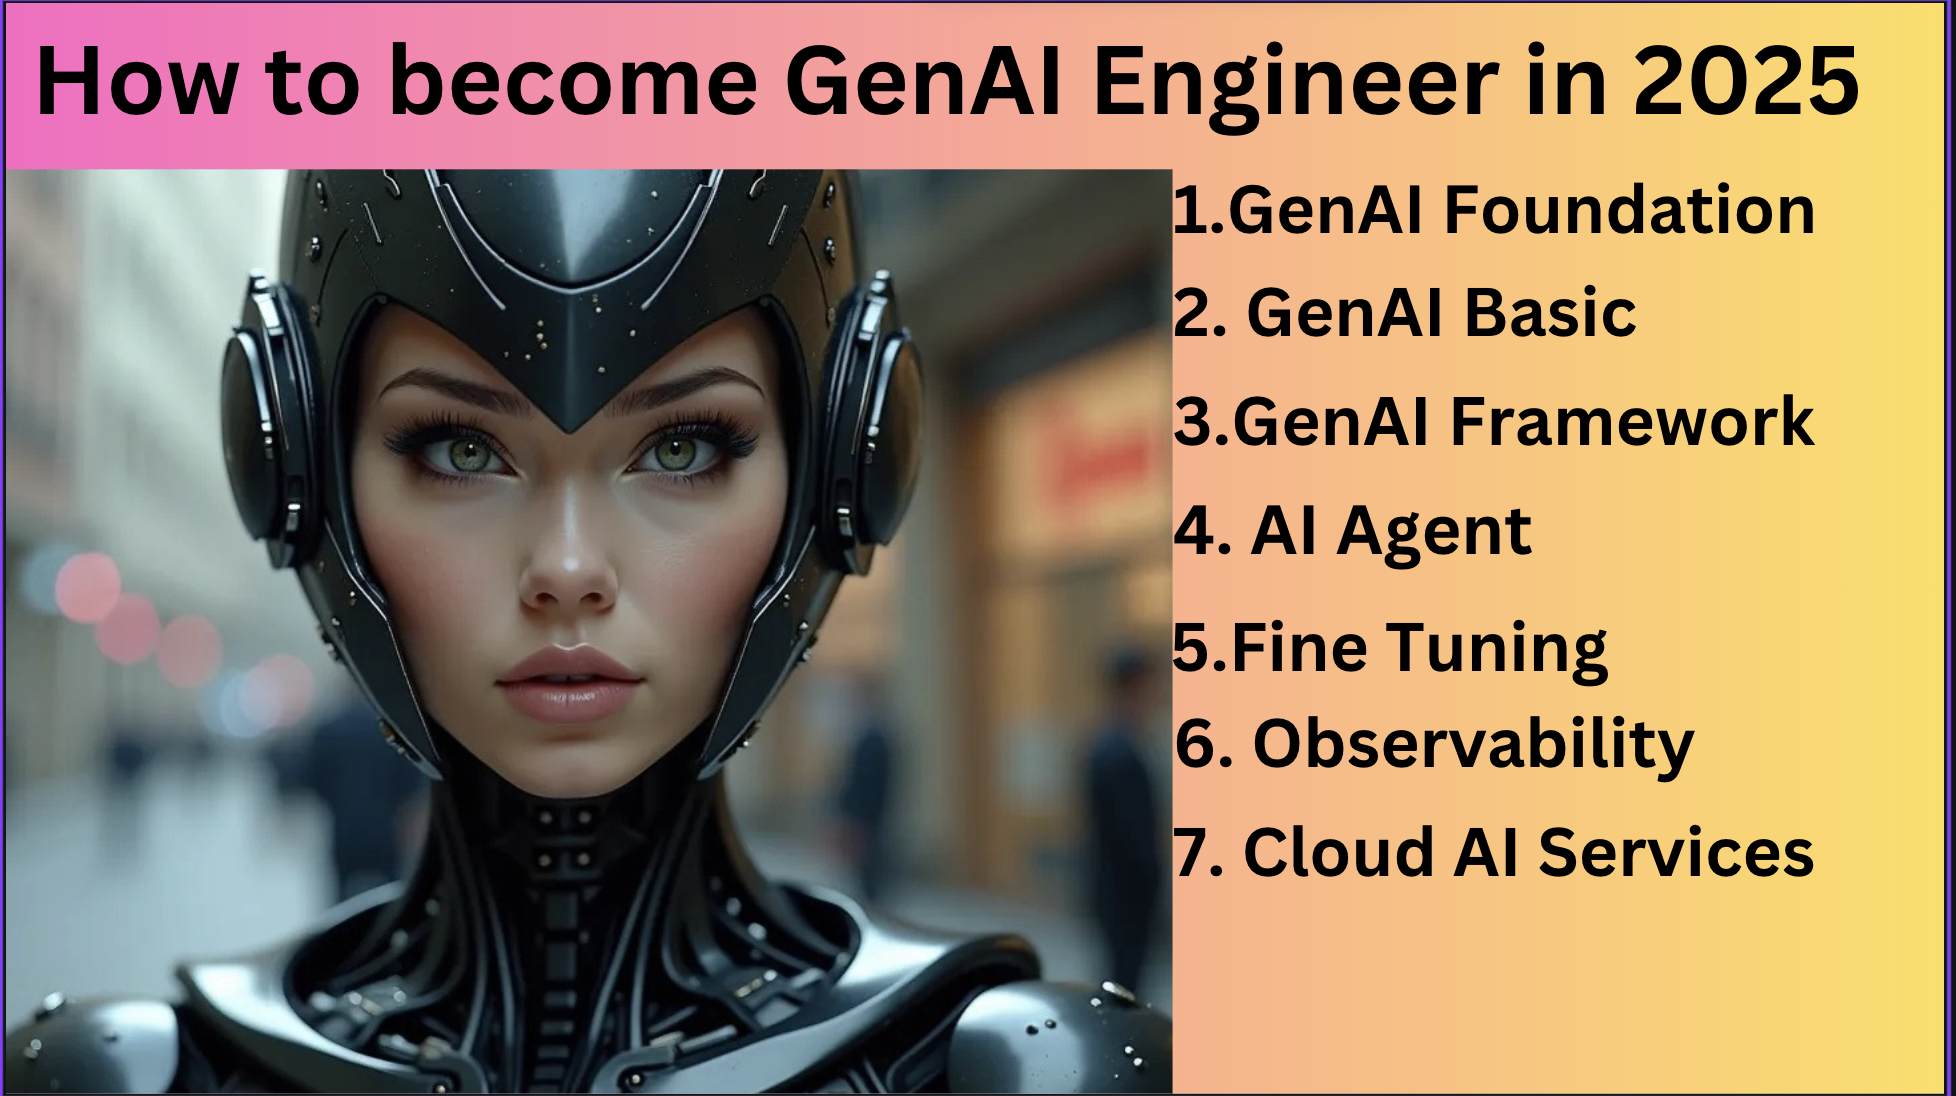 How to become GenAI Engineer in 2025
1.GenAI Foundation
2. GenAI Basic
3.GenAI Framework
4. AI Agent
5.Fine Tuning
6. Observability
7. Cloud AI Services